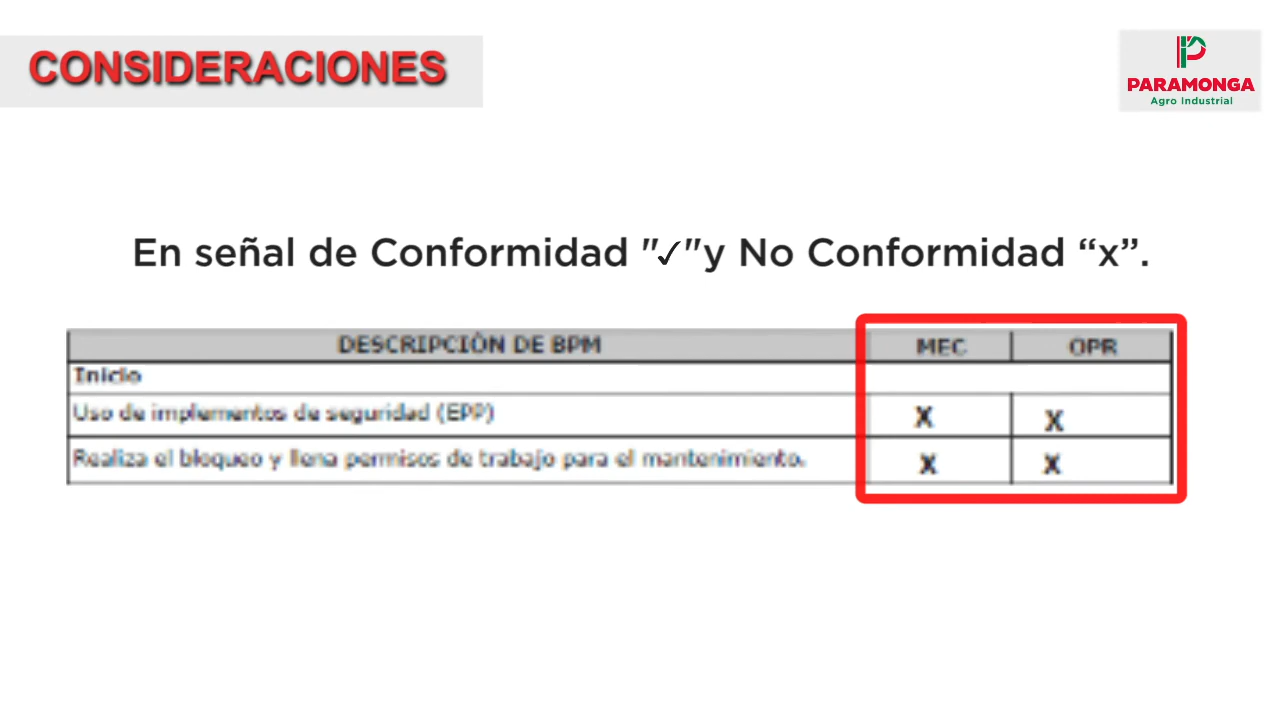 CONSIDERACIONES
PARAMONGA
Agro Industrial
En señal de Conformidad "✓"y No Conformidad “x”.
DESCRIPCIÓN DE BPM MEC OPR
Inicio
Uso de implementos de seguridad (EPP) X X
Realiza el bloqueo y llena permisos de trabajo para el mantenimiento. X X